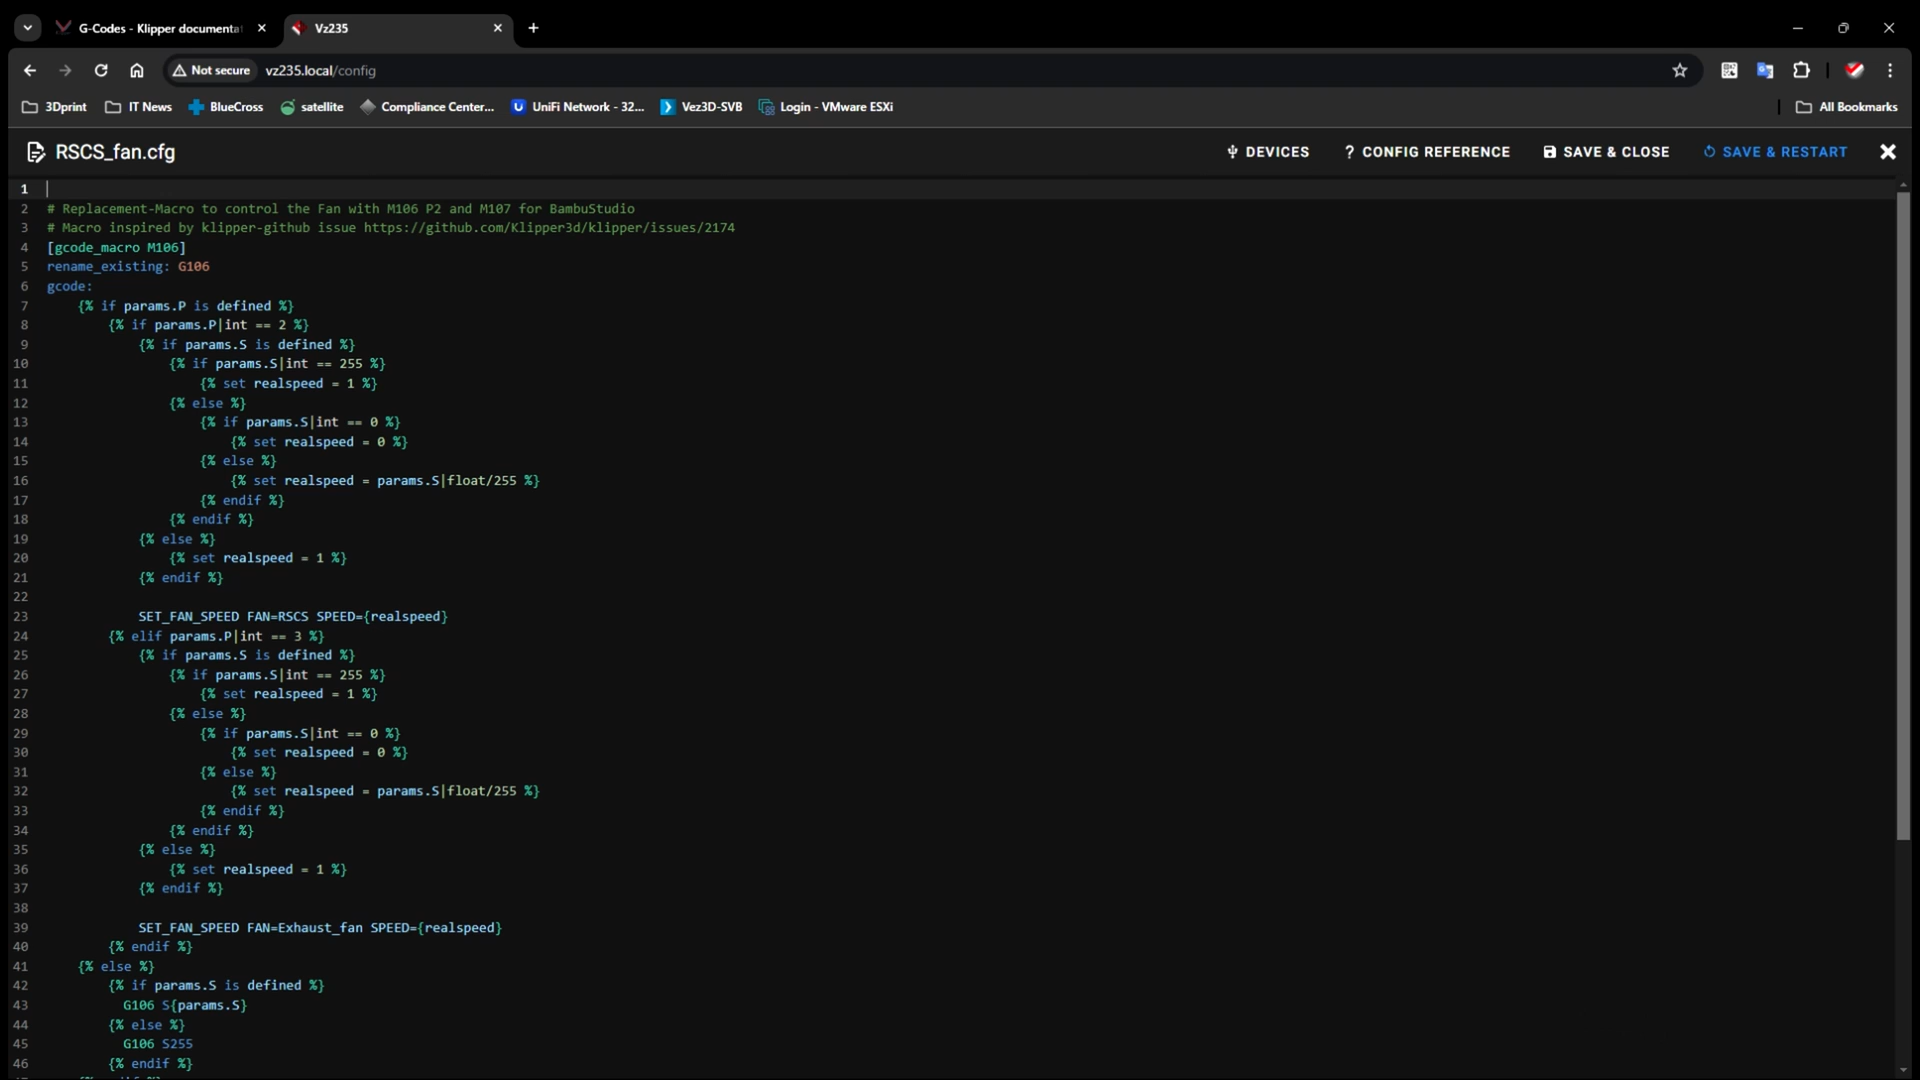 G-Codes - Klipper documentat
Vz235
Not secure vz235.local/config
3Dprint IT News BlueCross satellite Compliance Center... UniFi Network - 32... Vez3D-SVB Login - VMware ESXi All Bookmarks
RSCS_fan.cfg DEVICES ? CONFIG REFERENCE SAVE & CLOSE SAVE & RESTART
1
2 # Replacement-Macro to control the Fan with M106 P2 and M107 for BambuStudio
3 # Macro inspired by klipper-github issue https://github.com/Klipper3d/klipper/issues/2174
4 [gcode_macro M106]
5 rename_existing: G106
6 gcode:
7 {% if params.P is defined %}
8 {% if params.P|int == 2 %}
9 {% if params.S is defined %}
10 {% if params.S|int == 255 %}
11 {% set realspeed = 1 %}
12 {% else %}
13 {% if params.S|int == 0 %}
14 {% set realspeed = 0 %}
15 {% else %}
16 {% set realspeed = params.S|float/255 %}
17 {% endif %}
18 {% endif %}
19 {% else %}
20 {% set realspeed = 1 %}
21 {% endif %}
22
23 SET_FAN_SPEED FAN=RSCS SPEED={realspeed}
24 {% elif params.P|int == 3 %}
25 {% if params.S is defined %}
26 {% if params.S|int == 255 %}
27 {% set realspeed = 1 %}
28 {% else %}
29 {% if params.S|int == 0 %}
30 {% set realspeed = 0 %}
31 {% else %}
32 {% set realspeed = params.S|float/255 %}
33 {% endif %}
34 {% endif %}
35 {% else %}
36 {% set realspeed = 1 %}
37 {% endif %}
38
39 SET_FAN_SPEED FAN=Exhaust_fan SPEED={realspeed}
40 {% endif %}
41 {% else %}
42 {% if params.S is defined %}
43 G106 S{params.S}
44 {% else %}
45 G106 S255
46 {% endif %}